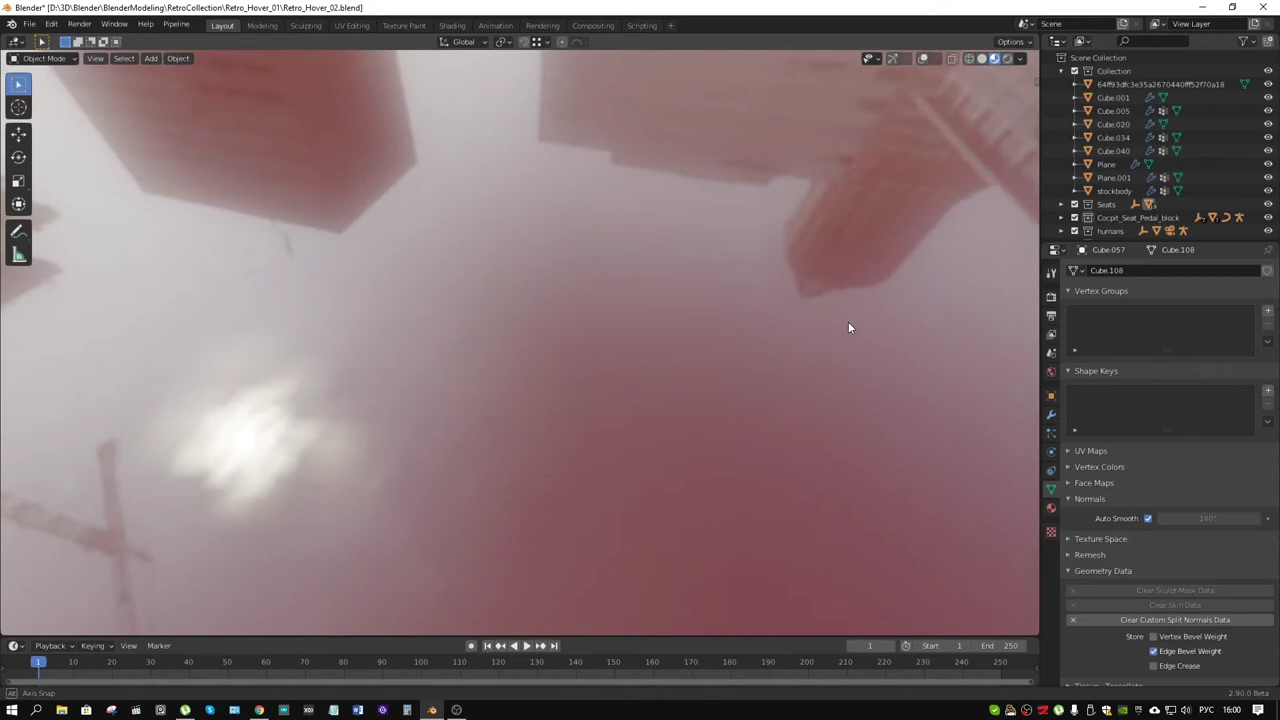 Blender* [D:\3D\Blender\BlenderModeling\RetroCollection\Retro_Hover_01\Retro_Hover_02.blend]
File Edit Render Window Help Pipeline Layout Modeling Sculpting UV Editing Texture Paint Shading Animation Rendering Compositing Scripting + Scene View Layer
Global Options
Object Mode View Select Add Object
Scene Collection
Collection
64ff93dfc3e35a2670440fff52f70a18
Cube.001
Cube.005
Cube.020
Cube.034
Cube.040
Plane
Plane.001
stockbody
Seats
Cocpit_Seat_Pedal_block
humans
Cube.057 Cube.108
Cube.108
Vertex Groups
Shape Keys
UV Maps
Vertex Colors
Face Maps
Normals
Auto Smooth 180°
Texture Space
Remesh
Geometry Data
Clear Sculpt-Mask Data
Clear Skin Data
Clear Custom Split Normals Data
Store Vertex Bevel Weight
Edge Bevel Weight
Edge Crease
Playback Keying View Marker 1 Start 1 End 250
1 10 20 30 40 50 60 70 80 90 100 110 120 130 140 150 160 170 180 190 200 210 220 230 240 250
Alt Axis Snap 2.90.0 Beta
РУС 16:00